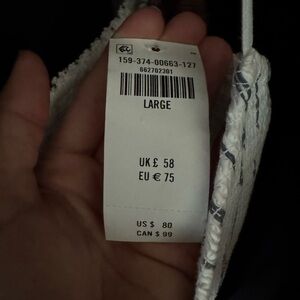 159-374-00663-127
662702301
LARGE
UK £ 58
EU € 75
US $ 80
CAN $ 99